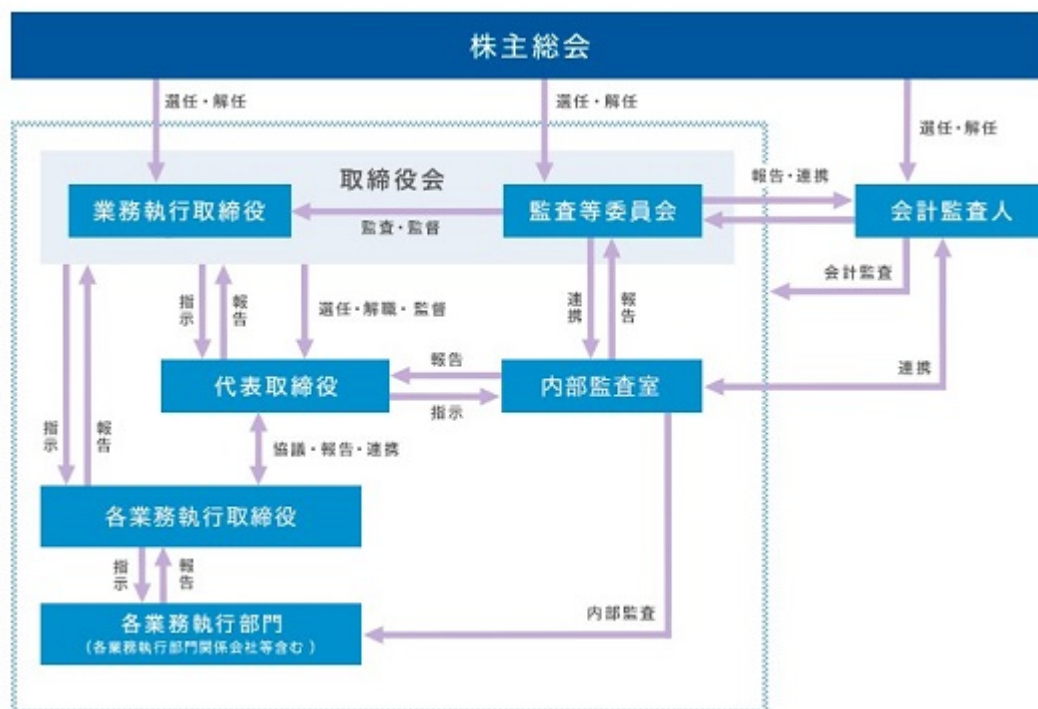 株主総会
選任・解任
選任・解任
選任・解任
取締役会
報告・連携
業務執行取締役
監査等委員会
会計監査人
監査・監督
会計監査
指示
報告
選任・解職・監督
連携
報告
報告
連携
代表取締役
内部監査室
指示
指示
報告
協議・報告・連携
各業務執行取締役
指示
報告
内部監査
各業務執行部門
（各業務執行部門関係会社等含む）